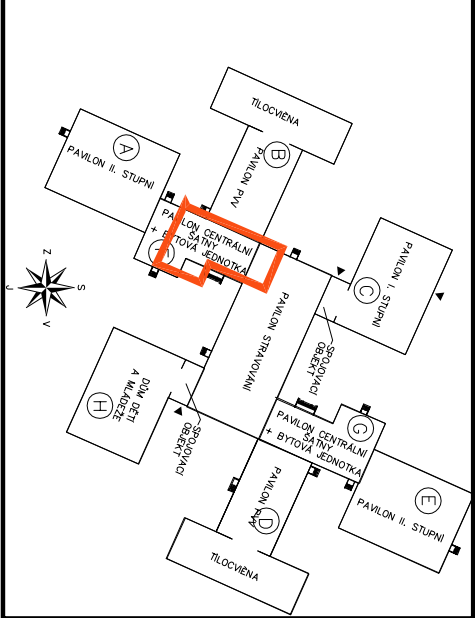 TĚLOCVIČNA
B
PAVILON PVV
A
PAVILON II. STUPNĚ
PAVILON CENTRÁLNÍ
ŠATNY
+ BYTOVÁ JEDNOTKA
PAVILON I. STUPNĚ
C
Z
S
J
V
PAVILON STRAVOVÁNÍ
SPOJOVACÍ
OBJEKT
DŮM DĚTÍ
A MLÁDEŽE
H
SPOJOVACÍ
OBJEKT
G
PAVILON CENTRÁLNÍ
ŠATNY
+ BYTOVÁ JEDNOTKA
E
PAVILON II. STUPNĚ
PAVILON PVV
D
TĚLOCVIČNA